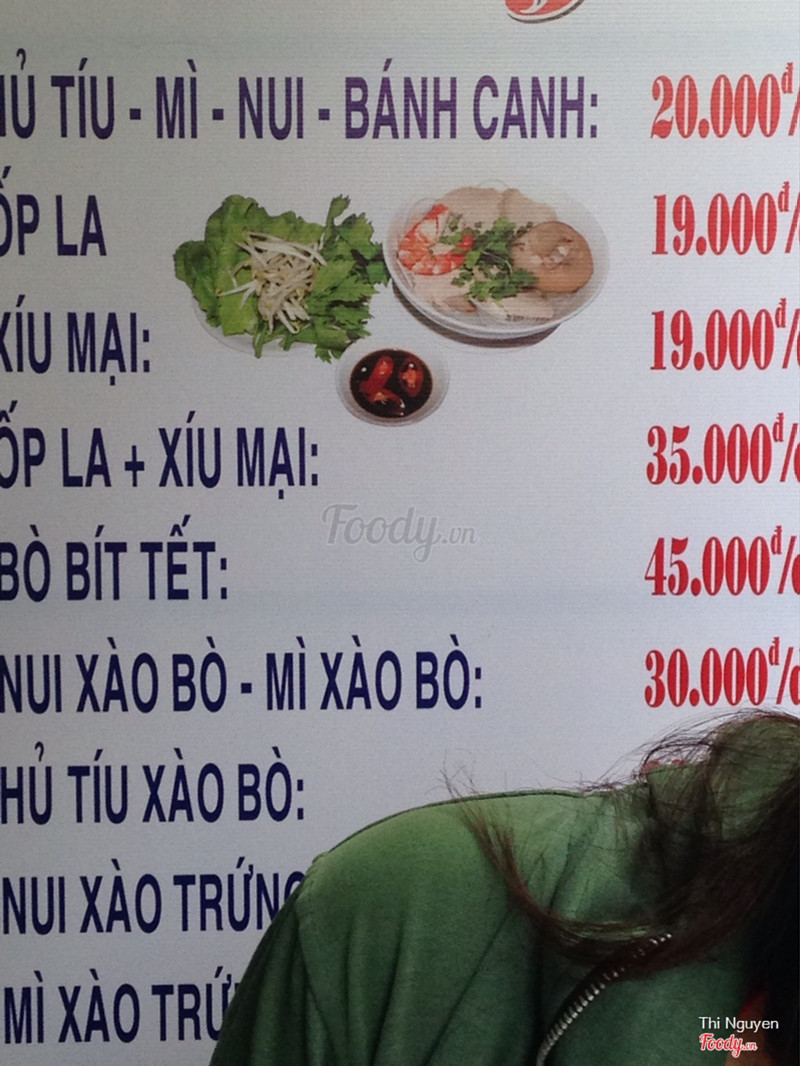 TÍU - MÌ - NUI - BÁNH CANH: 20.000đ/
ỐP LA 19.000đ/
XÍU MẠI: 19.000đ/
ỐP LA + XÍU MẠI: 35.000đ/
Foody.vn
BÒ BÍT TẾT: 45.000đ/
NUI XÀO BÒ - MÌ XÀO BÒ: 30.000đ/
HỦ TÍU XÀO BÒ:
NUI XÀO TRỨNG
MÌ XÀO
Thi Nguyen
Foody.vn